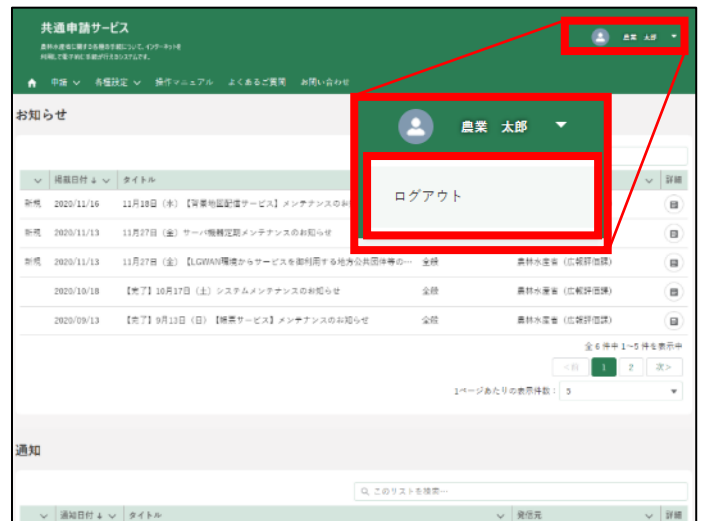 共通申請サービス
農林水産省に関する各種の手続について、インターネットを
利用して電子的に手続が行えるシステムです。
農業 太郎
申請 各種設定 操作マニュアル よくあるご質問 お問い合わせ
お知らせ
農業 太郎
ログアウト
掲載日付 ↓ タイトル 詳細
新規 2020/11/16 11月18日（水）【背景地図配信サービス】メンテナンスのお
新規 2020/11/13 11月27日（金）サーバ機器定期メンテナンスのお知らせ
新規 2020/11/13 11月27日（金）【LGWAN環境からサービスを御利用する地方公共団体等の… 全般 農林水産省（広報評価課）
2020/10/18 【完了】10月17日（土）システムメンテナンスのお知らせ 全般 農林水産省（広報評価課）
2020/09/13 【完了】9月13日（日）【帳票サービス】メンテナンスのお知らせ 全般 農林水産省（広報評価課）
全 6 件中 1~5 件を表示中
<前 1 2 次>
1ページあたりの表示件数： 5
通知
このリストを検索…
通知日付 ↓ タイトル 発信元 詳細